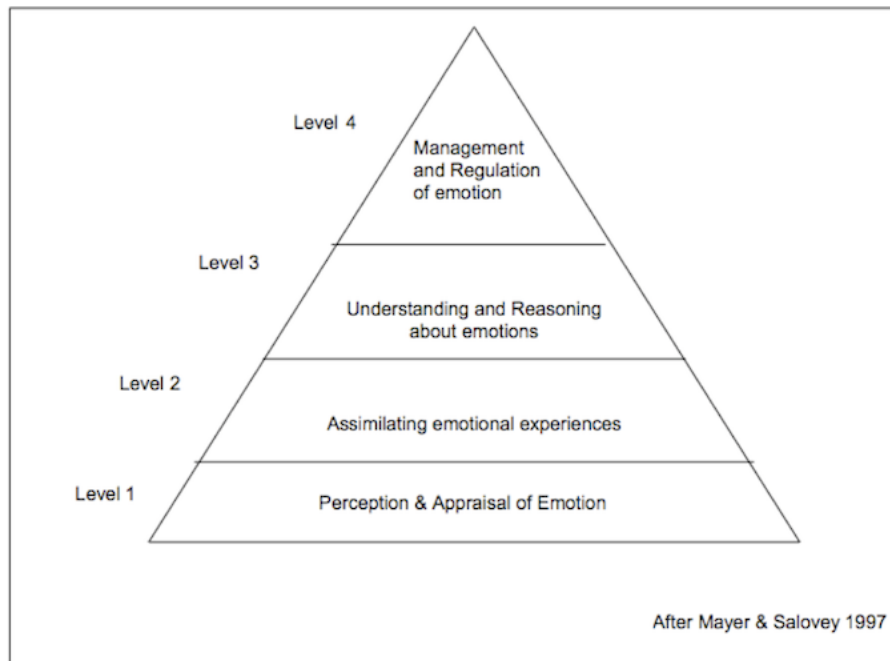 Level 4
Management
and Regulation
of emotion
Level 3
Understanding and Reasoning
about emotions
Level 2
Assimilating emotional experiences
Level 1
Perception & Appraisal of Emotion
After Mayer & Salovey 1997